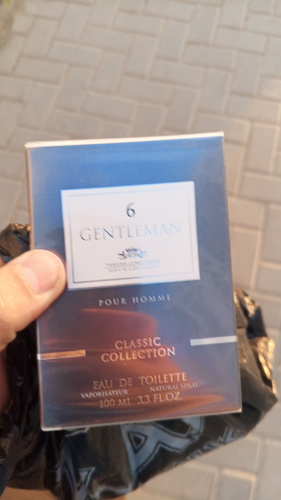 6
GENTLEMAN
POUR HOMME
CLASSIC
COLLECTION
EAU DE TOILETTE
VAPORISATEUR NATURAL SPRAY
100 ML 3.3 FL.OZ.